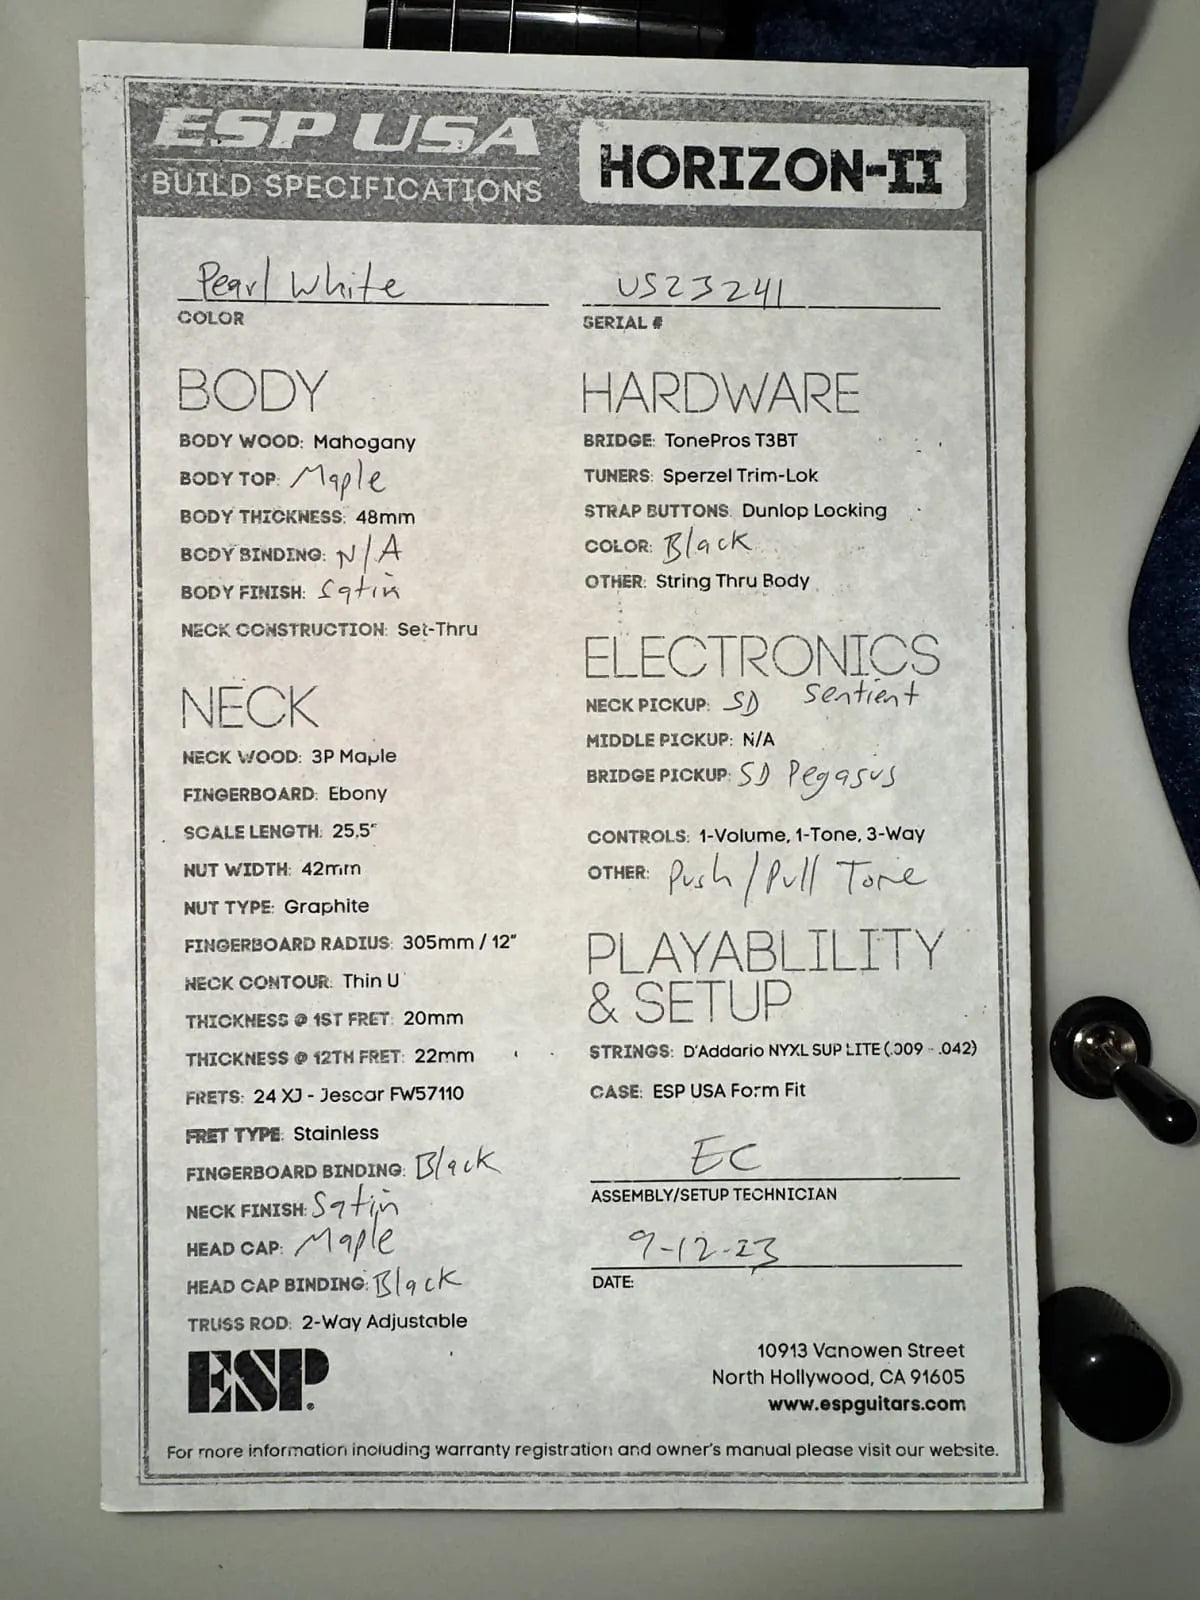 ESP USA
BUILD SPECIFICATIONS
HORIZON-II
Pearl White
COLOR
US23241
SERIAL #
BODY
BODY WOOD: Mahogany
BODY TOP: Maple
BODY THICKNESS: 48mm
BODY BINDING: N/A
BODY FINISH: Satin
NECK CONSTRUCTION: Set-Thru
NECK
NECK WOOD: 3P Maple
FINGERBOARD: Ebony
SCALE LENGTH: 25.5"
NUT WIDTH: 42mm
NUT TYPE: Graphite
FINGERBOARD RADIUS: 305mm / 12"
NECK CONTOUR: Thin U
THICKNESS @ 1ST FRET: 20mm
THICKNESS @ 12TH FRET: 22mm
FRETS: 24 XJ - Jescar FW57110
FRET TYPE: Stainless
FINGERBOARD BINDING: Black
NECK FINISH: Satin
HEAD CAP: Maple
HEAD CAP BINDING: Black
TRUSS ROD: 2-Way Adjustable
HARDWARE
BRIDGE: TonePros T3BT
TUNERS: Sperzel Trim-Lok
STRAP BUTTONS: Dunlop Locking
COLOR: Black
OTHER: String Thru Body
ELECTRONICS
NECK PICKUP: SD Sentient
MIDDLE PICKUP: N/A
BRIDGE PICKUP: SD Pegasus
CONTROLS: 1-Volume, 1-Tone, 3-Way
OTHER: Push/Pull Tone
PLAYABLILITY
& SETUP
STRINGS: D'Addario NYXL SUP LITE (.009 - .042)
CASE: ESP USA Form Fit
EC
ASSEMBLY/SETUP TECHNICIAN
9-12-23
DATE:
ESP
10913 Vanowen Street
North Hollywood, CA 91605
www.espguitars.com
For more information including warranty registration and owner's manual please visit our website.